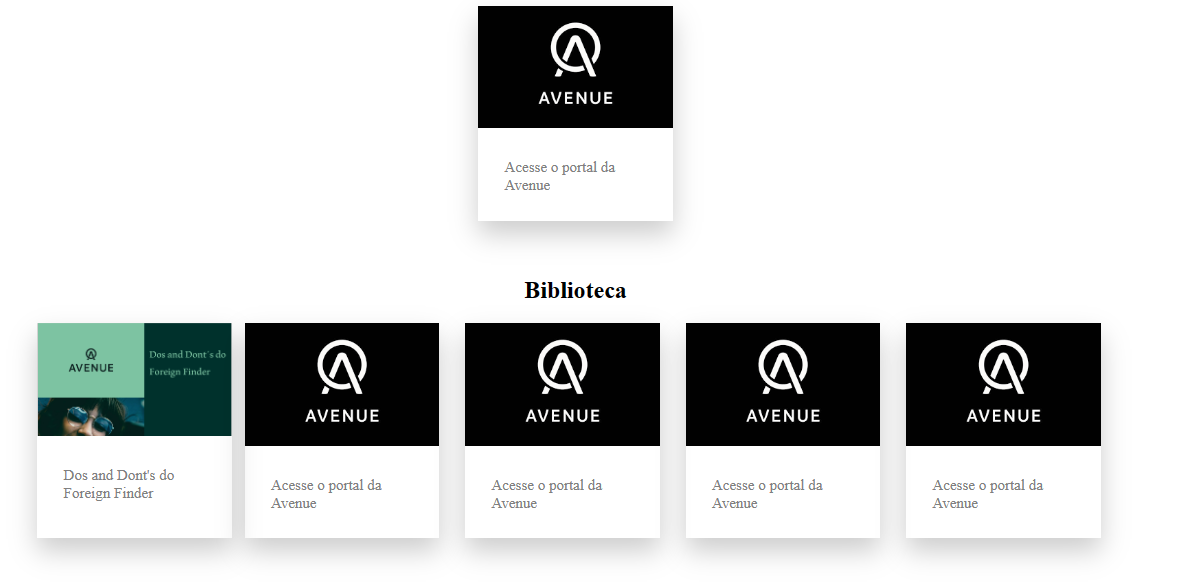 AVENUE
Acesse o portal da
Avenue
Biblioteca
AVENUE
Dos and Dont´s do
Foreign Finder
Dos and Dont's do
Foreign Finder
AVENUE
Acesse o portal da
Avenue
AVENUE
Acesse o portal da
Avenue
AVENUE
Acesse o portal da
Avenue
AVENUE
Acesse o portal da
Avenue